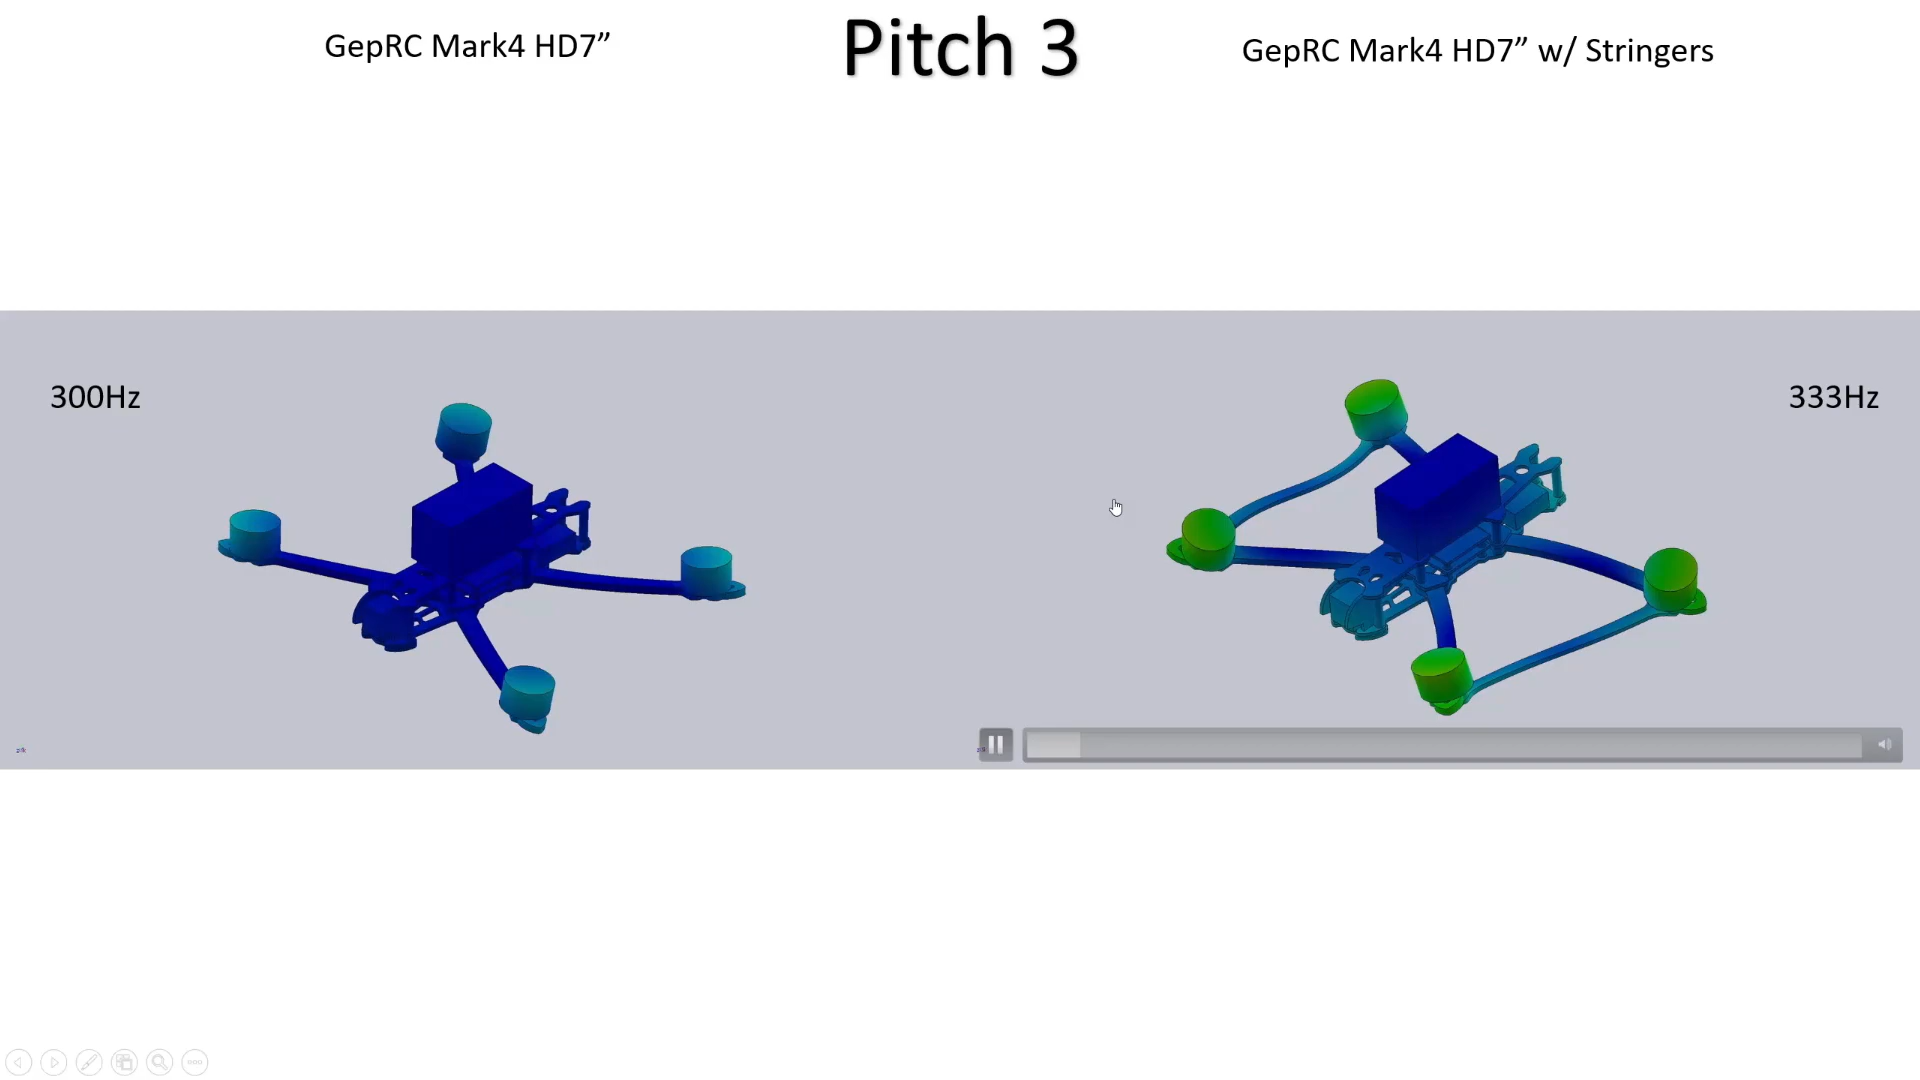 GepRC Mark4 HD7”
Pitch 3
GepRC Mark4 HD7” w/ Stringers
300Hz
333Hz